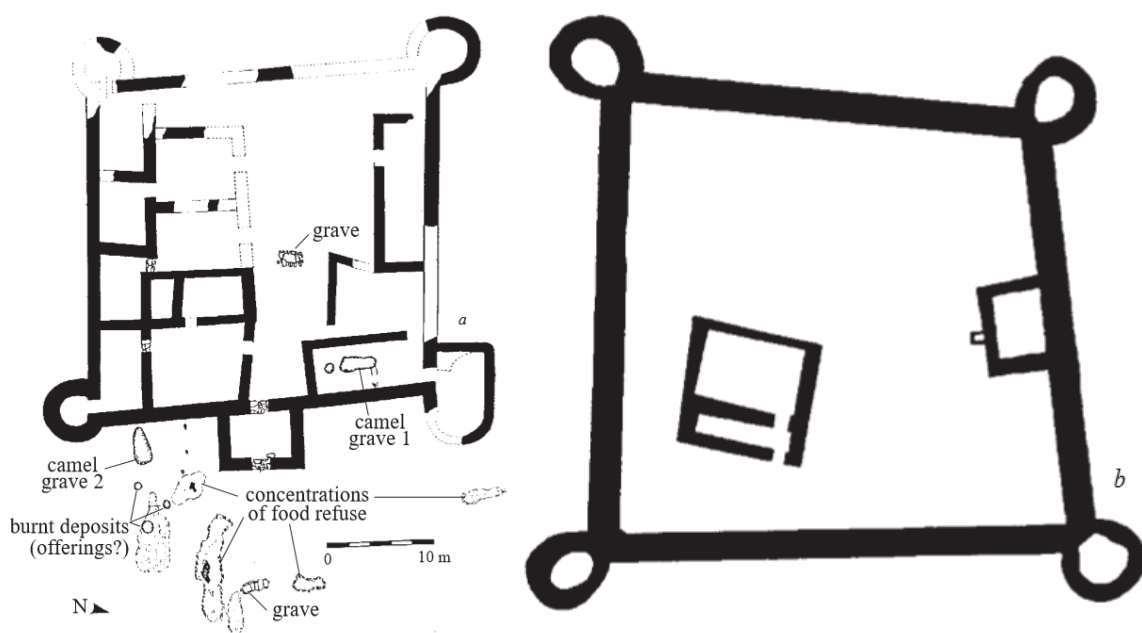 grave
a
camel
grave 1
camel
grave 2
concentrations
of food refuse
burnt deposits
(offerings?)
0 10 m
N
grave
b